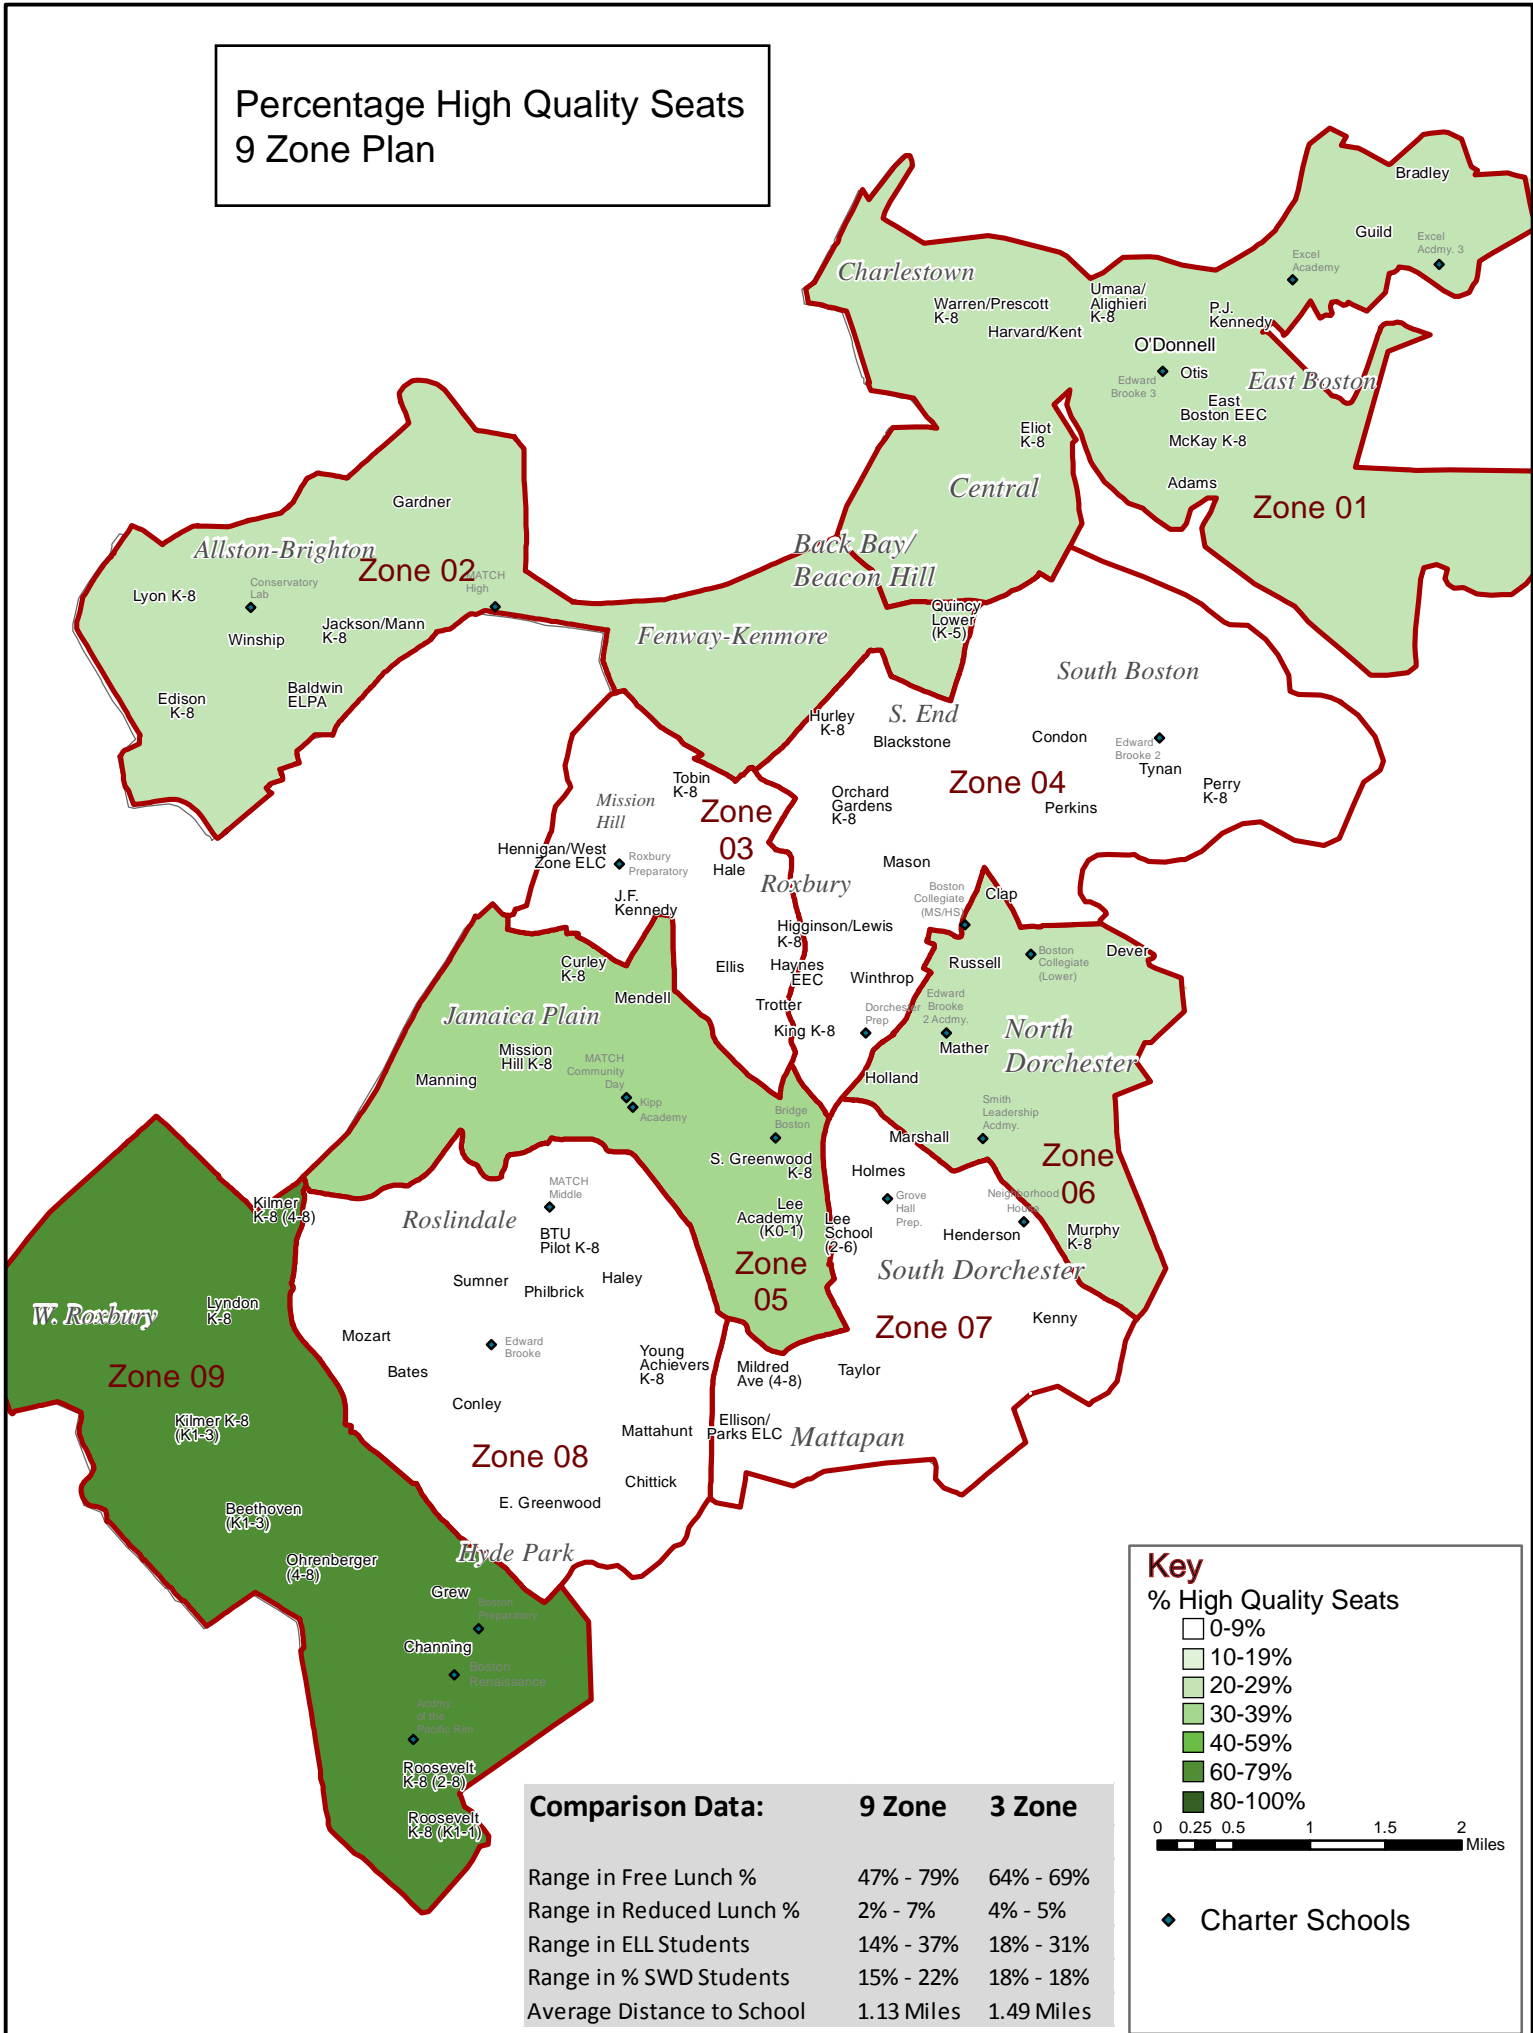 Percentage High Quality Seats
9 Zone Plan
Bradley
Guild
Excel
Acdmy. 3
Excel
Academy
Charlestown
Warren/Prescott
K-8
Harvard/Kent
Umana/
Alighieri
K-8
P.J.
Kennedy
O'Donnell
Edward
Brooke 3
Otis
East Boston
East
Boston EEC
McKay K-8
Eliot
K-8
Adams
Central
Zone 01
Gardner
Allston-Brighton
Zone 02
MATCH
High
Conservatory
Lab
Lyon K-8
Winship
Jackson/Mann
K-8
Edison
K-8
Baldwin
ELPA
Back Bay/
Beacon Hill
Fenway-Kenmore
Quincy
Lower
(K-5)
South Boston
S. End
Hurley
K-8
Blackstone
Condon
Edward
Brooke 2
Tynan
Perry
K-8
Zone 04
Perkins
Orchard
Gardens
K-8
Tobin
K-8
Mission
Hill
Zone
03
Hennigan/West
Zone ELC
Roxbury
Preparatory
Hale
Roxbury
Mason
J.F.
Kennedy
Boston
Collegiate
(MS/HS)
Clap
Higginson/Lewis
K-8
Ellis
Haynes
EEC
Winthrop
Russell
Boston
Collegiate
(Lower)
Dever
Curley
K-8
Mendell
Trotter
King K-8
Dorchester
Prep
Edward
Brooke
2 Acdmy.
Mather
North
Dorchester
Jamaica Plain
Mission
Hill K-8
Manning
MATCH
Community
Day
Kipp
Academy
Holland
Bridge
Boston
Smith
Leadership
Acdmy.
Marshall
S. Greenwood
K-8
Holmes
Zone
06
Grove
Hall
Prep.
Neighborhood
House
Lee
Academy
(K0-1)
Lee
School
(2-6)
Henderson
Murphy
K-8
Zone
05
South Dorchester
Zone 07
Kenny
Kilmer
K-8 (4-8)
MATCH
Middle
Roslindale
BTU
Pilot K-8
Sumner
Philbrick
Haley
W. Roxbury
Lyndon
K-8
Mozart
Edward
Brooke
Bates
Young
Achievers
K-8
Mildred
Ave (4-8)
Taylor
Zone 09
Kilmer K-8
(K1-3)
Conley
Mattahunt
Ellison/
Parks ELC
Mattapan
Zone 08
Chittick
E. Greenwood
Beethoven
(K1-3)
Ohrenberger
(4-8)
Hyde Park
Grew
Boston
Preparatory
Channing
Boston
Renaissance
Acdmy.
of the
Pacific Rim
Roosevelt
K-8 (2-8)
Roosevelt
K-8 (K1-1)
Key
% High Quality Seats
0-9%
10-19%
20-29%
30-39%
40-59%
60-79%
80-100%
0 0.25 0.5 1 1.5 2
Miles
Charter Schools
Comparison Data: 9 Zone 3 Zone
Range in Free Lunch % 47% - 79% 64% - 69%
Range in Reduced Lunch % 2% - 7% 4% - 5%
Range in ELL Students 14% - 37% 18% - 31%
Range in % SWD Students 15% - 22% 18% - 18%
Average Distance to School 1.13 Miles 1.49 Miles